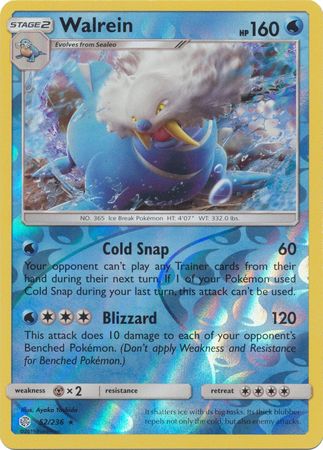 STAGE2 Walrein HP 160
Evolves from Sealeo
NO. 365 Ice Break Pokémon HT: 4'07" WT: 332.0 lbs.
Cold Snap 60
Your opponent can't play any Trainer cards from their
hand during their next turn. If 1 of your Pokémon used
Cold Snap during your last turn, this attack can't be used.
Blizzard 120
This attack does 10 damage to each of your opponent's
Benched Pokémon. (Don't apply Weakness and Resistance
for Benched Pokémon.)
weakness ×2 resistance retreat
Illus. Ayaka Yoshida
52/236
It shatters ice with its big tusks. Its thick blubber
repels not only the cold, but also enemy attacks.